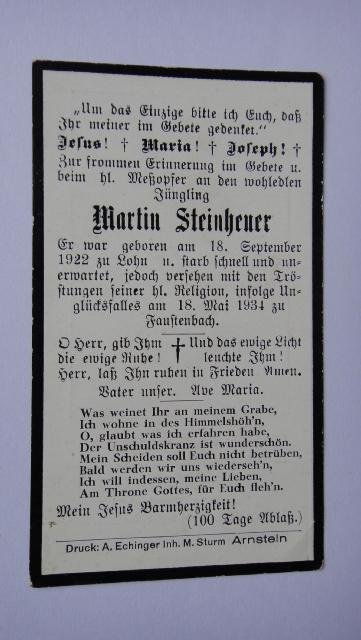 „Um das Einzige bitte ich Euch, daß
Ihr meiner im Gebete gedenket.“
Jesus! † Maria! † Joseph! †
Zur frommen Erinnerung im Gebete u.
beim hl. Meßopfer an den wohledlen
Jüngling
Martin Steinheuer
Er war geboren am 18. September
1922 zu Lohn u. starb schnell und un-
erwartet, jedoch versehen mit den Trö-
stungen seiner hl. Religion, infolge Un-
glücksfalles am 18. Mai 1934 zu
Faustenbach.
O Herr, gib Ihm † Und das ewige Licht
die ewige Ruhe! leuchte Ihm!
Herr, laß Ihn ruhen in Frieden Amen.
Vater unser. Ave Maria.
Was weinet Ihr an meinem Grabe,
Ich wohne in des Himmelshöh'n,
O, glaubt was ich erfahren habe,
Der Unschuldskranz ist wunderschön.
Mein Scheiden soll Euch nicht betrüben,
Bald werden wir uns wiederseh'n,
Ich will indessen, meine Lieben,
Am Throne Gottes, für Euch fleh'n.
Mein Jesus Barmherzigkeit!
(100 Tage Ablaß.)
Druck: A. Echinger Inh. M. Sturm Arnstein